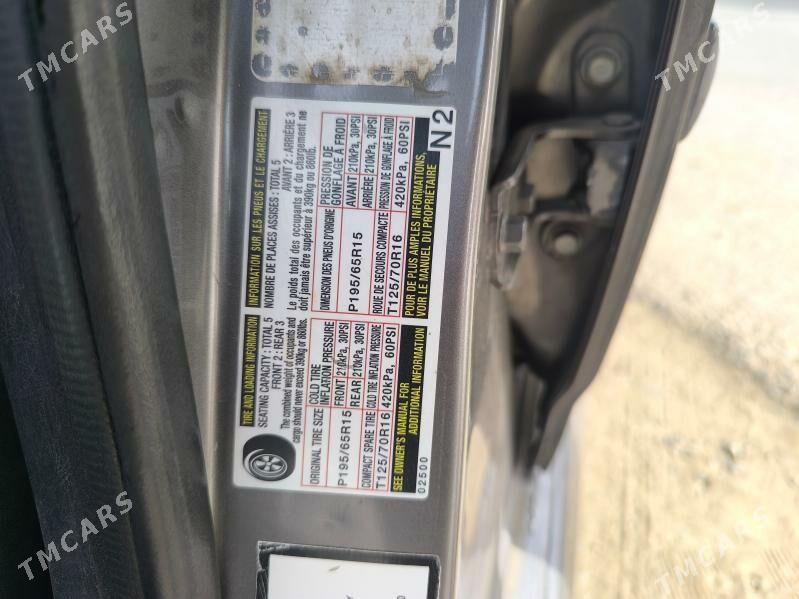 TIRE AND LOADING INFORMATION
SEATING CAPACITY : TOTAL 5
FRONT 2 : REAR 3
The combined weight of occupants and
cargo should never exceed 390kg or 860lbs.
ORIGINAL TIRE SIZE
COLD TIRE
INFLATION PRESSURE
P195/65R15
FRONT 210kPa, 30PSI
REAR 210kPa, 30PSI
COMPACT SPARE TIRE
COLD TIRE INFLATION PRESSURE
T125/70R16
420kPa, 60PSI
SEE OWNER'S MANUAL FOR
ADDITIONAL INFORMATION
02500
INFORMATION SUR LES PNEUS ET LE CHARGEMENT
NOMBRE DE PLACES ASSISES : TOTAL 5
AVANT 2 : ARRIÈRE 3
Le poids total des occupants et du chargement ne
doit jamais être supérieur à 390kg ou 860lb.
DIMENSION DES PNEUS D'ORIGINE
PRESSION DE
GONFLAGE À FROID
P195/65R15
AVANT 210kPa, 30PSI
ARRIÈRE 210kPa, 30PSI
ROUE DE SECOURS COMPACTE
PRESSION DE GONFLAGE À FROID
T125/70R16
420kPa, 60PSI
POUR DE PLUS AMPLES INFORMATIONS,
VOIR LE MANUEL DU PROPRIÉTAIRE
N2
TMCARS
TMCARS
TMCARS
TMCARS